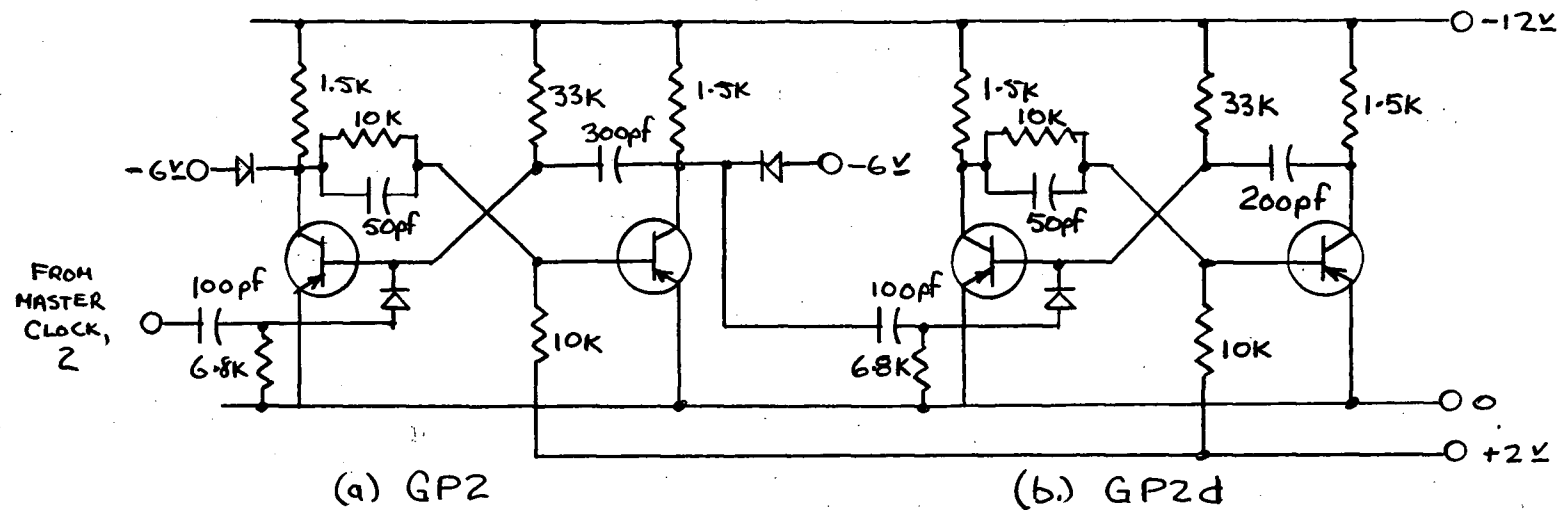 -12V
1.5K
33K
1.5K
1.5K
33K
1.5K
10K
10K
300pf
-6V
-6V
50pf
50pf
200pf
FROM
MASTER
CLOCK,
2
100pf
100pf
6.8K
10K
6.8K
10K
0
+2V
(a) GP2
(b.) GP2d